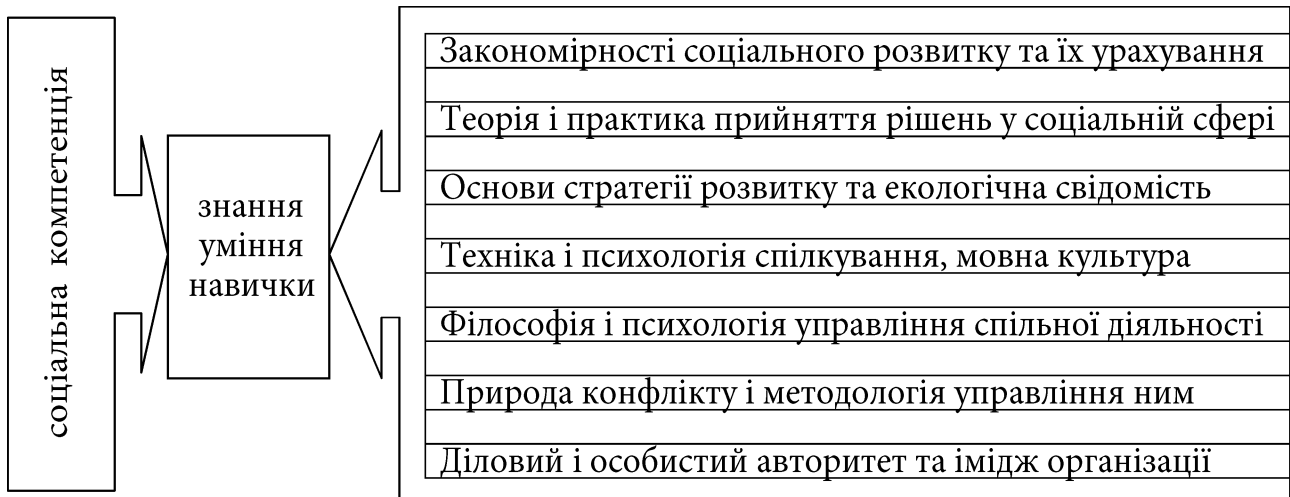 соціальна компетенція
знання
уміння
навички
Закономірності соціального розвитку та їх урахування
Теорія і практика прийняття рішень у соціальній сфері
Основи стратегії розвитку та екологічна свідомість
Техніка і психологія спілкування, мовна культура
Філософія і психологія управління спільної діяльності
Природа конфлікту і методологія управління ним
Діловий і особистий авторитет та імідж організації